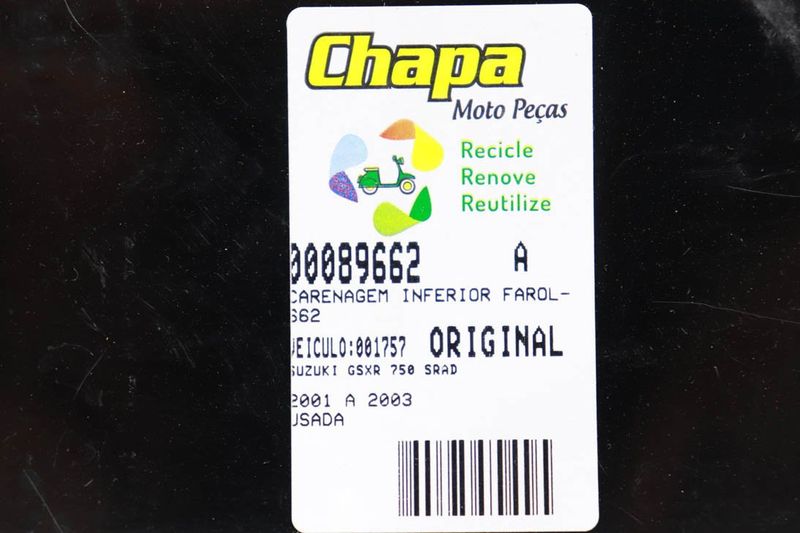 Chapa
Moto Peças
Recicle
Renove
Reutilize
00089662 A
CARENAGEM INFERIOR FAROL-
662
VEICULO:001757 ORIGINAL
SUZUKI GSXR 750 SRAD
2001 A 2003
USADA